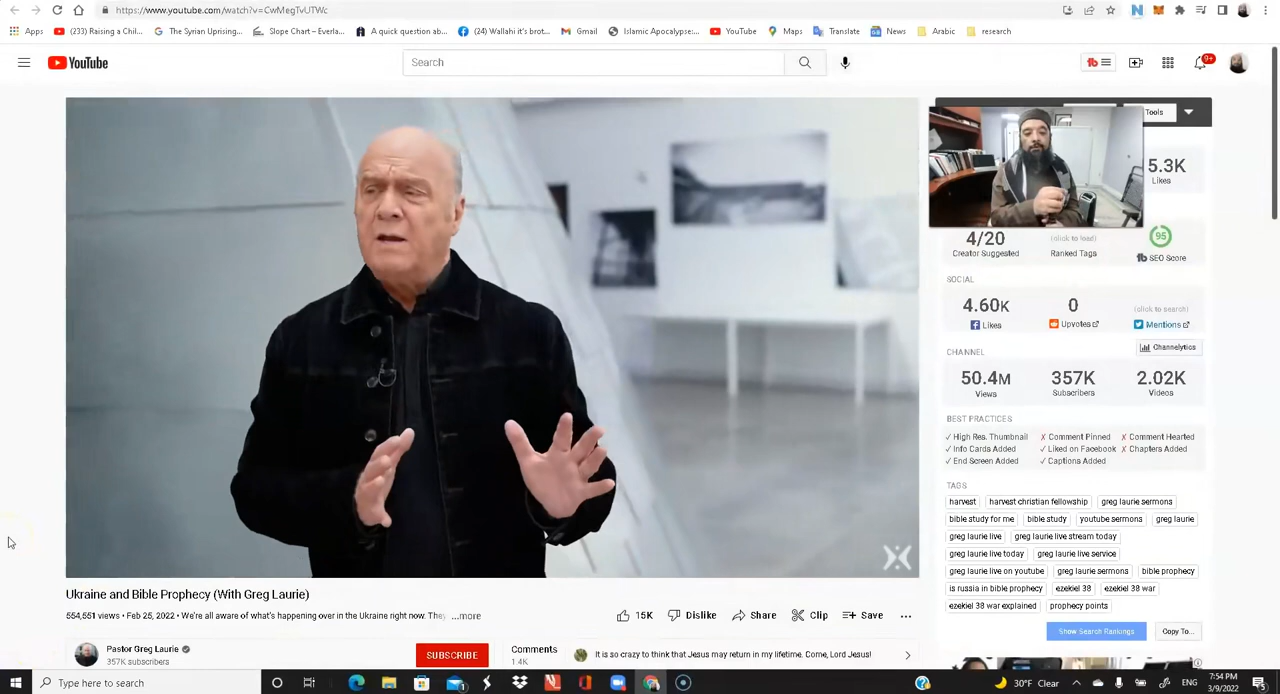 https://www.youtube.com/watch?v=CwMegTvUTWc
Apps
(233) Raising a Chil...
The Syrian Uprising...
Slope Chart – Everla...
A quick question ab...
(24) Wallahi it's brot...
Gmail
Islamic Apocalypse:...
YouTube
Maps
Translate
News
Arabic
research
YouTube
Search
tb
9+
Tools
5.3K
Likes
4/20
Creator Suggested
(click to load)
Ranked Tags
95
tb SEO Score
SOCIAL
4.60K
Likes
0
Upvotes
(click to search)
Mentions
Channelytics
CHANNEL
50.4M
Views
357K
Subscribers
2.02K
Videos
BEST PRACTICES
✓ High Res. Thumbnail ✗ Comment Pinned ✗ Comment Hearted
✓ Info Cards Added ✓ Liked on Facebook ✗ Chapters Added
✓ End Screen Added ✓ Captions Added
TAGS
harvest harvest christian fellowship greg laurie sermons
bible study for me bible study youtube sermons greg laurie
greg laurie live greg laurie live stream today
greg laurie live today greg laurie live service
greg laurie live on youtube greg laurie sermons bible prophecy
is russia in bible prophecy ezekiel 38 ezekiel 38 war
ezekiel 38 war explained prophecy points
Show Search Rankings Copy To...
Ukraine and Bible Prophecy (With Greg Laurie)
554,551 views • Feb 25, 2022 • We're all aware of what's happening over in the Ukraine right now. They ...more
15K Dislike Share Clip Save
Pastor Greg Laurie
357K subscribers
SUBSCRIBE
Comments
1.4K
It is so crazy to think that Jesus may return in my lifetime. Come, Lord Jesus!
Type here to search
30°F Clear
7:54 PM
3/9/2022